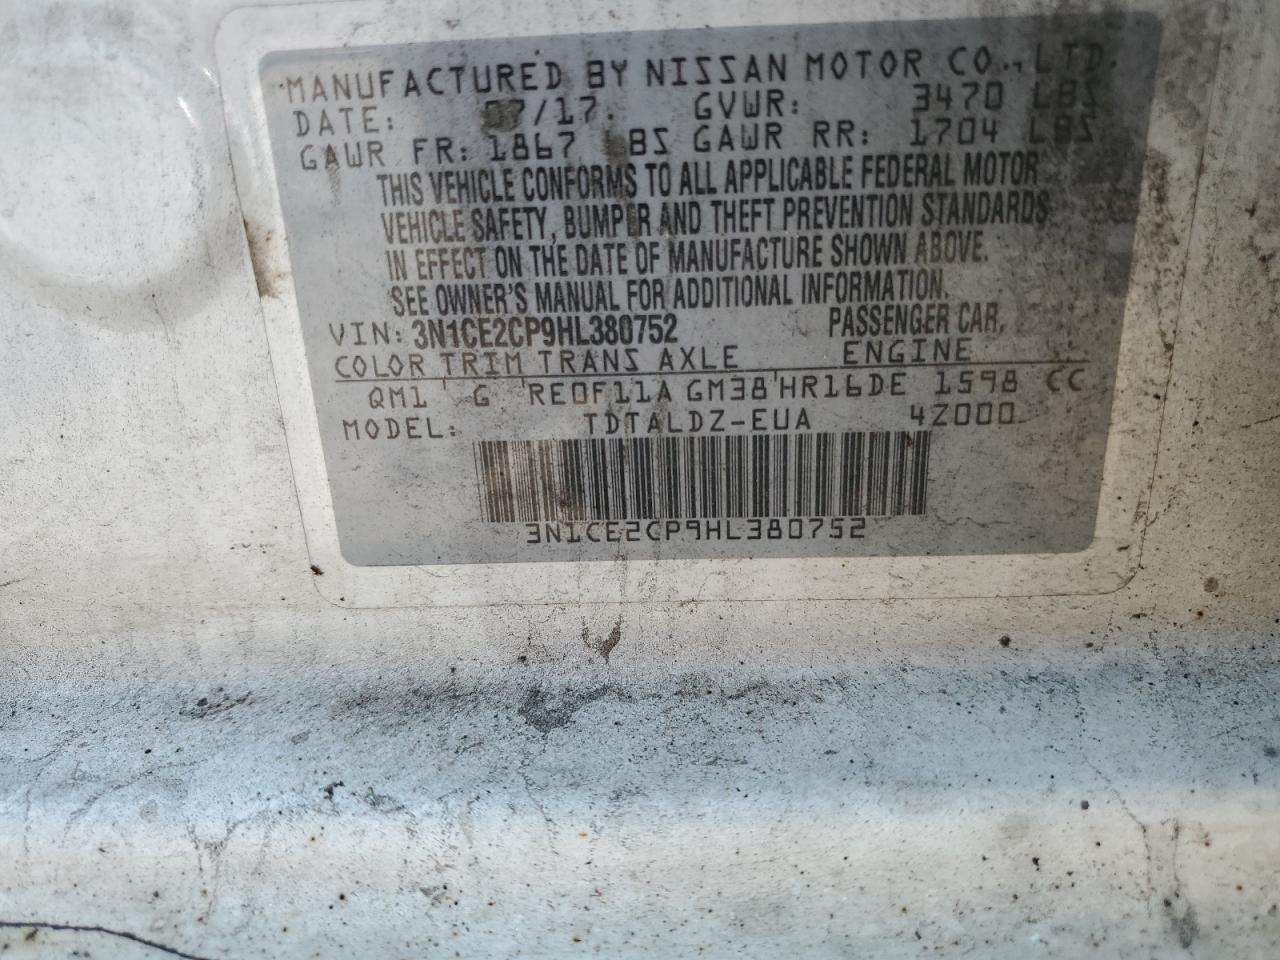 MANUFACTURED BY NISSAN MOTOR CO., LTD.
DATE: 07/17. GVWR: 3470 LBS
GAWR FR: 1867 LBS GAWR RR: 1704 LBS
THIS VEHICLE CONFORMS TO ALL APPLICABLE FEDERAL MOTOR
VEHICLE SAFETY, BUMPER AND THEFT PREVENTION STANDARDS
IN EFFECT ON THE DATE OF MANUFACTURE SHOWN ABOVE.
SEE OWNER'S MANUAL FOR ADDITIONAL INFORMATION.
VIN: 3N1CE2CP9HL380752 PASSENGER CAR.
COLOR TRIM TRANS AXLE ENGINE
QM1 G RE0F11A GM38 HR16DE 1598 CC
MODEL: TDTALDZ-EUA 4Z000
3N1CE2CP9HL380752